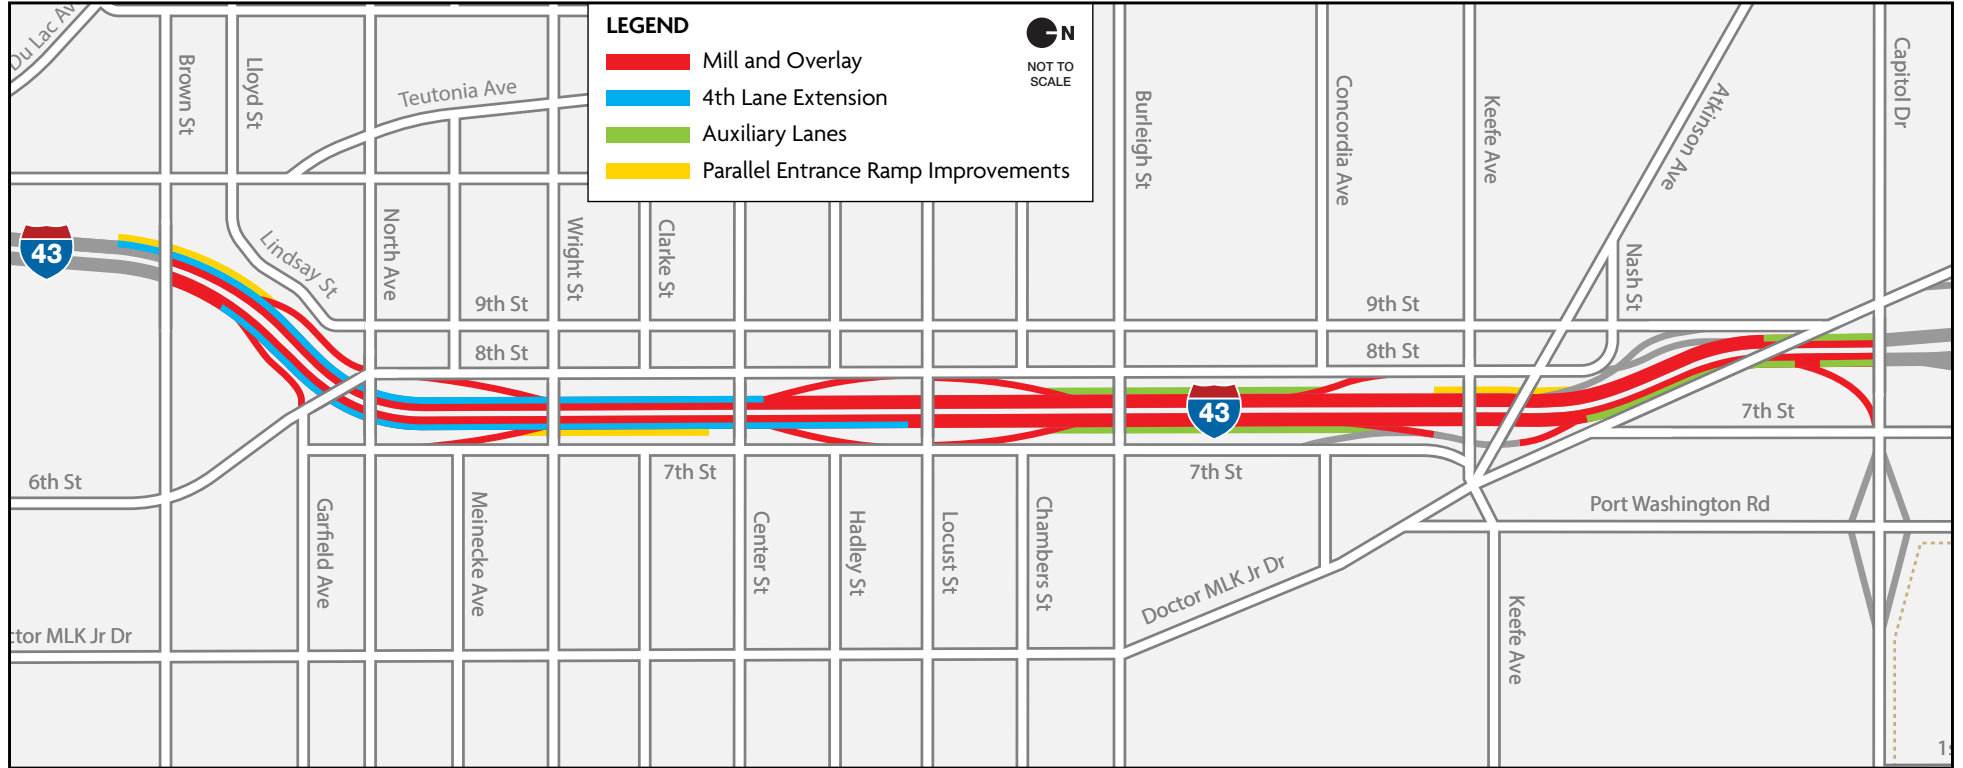 LEGEND
Mill and Overlay
4th Lane Extension
Auxiliary Lanes
Parallel Entrance Ramp Improvements
N
NOT TO
SCALE
Du Lac Av
Brown St
Lloyd St
Teutonia Ave
Burleigh St
Concordia Ave
Keefe Ave
Atkinson Ave
Capitol Dr
43
Lindsay St
North Ave
Wright St
Clarke St
Nash St
9th St
9th St
8th St
8th St
43
7th St
6th St
7th St
7th St
Port Washington Rd
Garfield Ave
Meinecke Ave
Center St
Hadley St
Locust St
Chambers St
Doctor MLK Jr Dr
Keefe Ave
ctor MLK Jr Dr